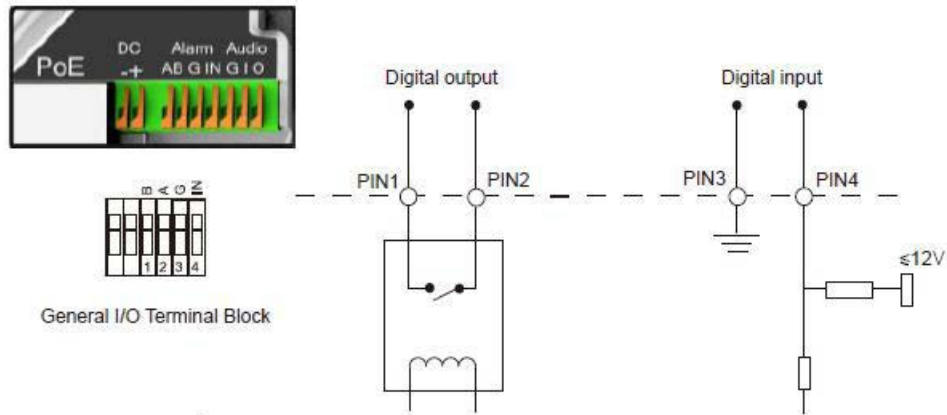 DC Alarm Audio
PoE -+ AB G IN G I O
Digital output
Digital input
PIN1
PIN2
PIN3
PIN4
B A G IN
1 2 3 4
≤12V
General I/O Terminal Block